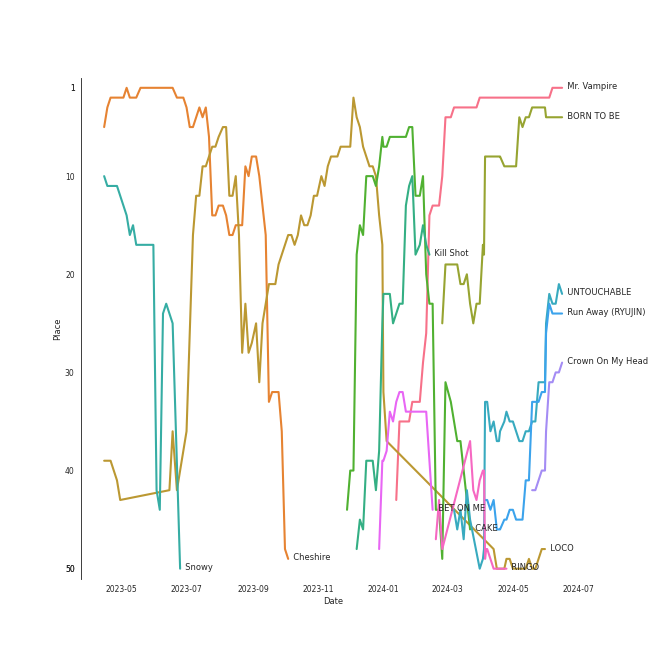 1
Mr. Vampire
BORN TO BE
10
Kill Shot
20
UNTOUCHABLE
Run Away (RYUJIN)
Place
30
Crown On My Head
40
BET ON ME
CAKE
LOCO
Cheshire
50
Snowy
RINGO
2023-05
2023-07
2023-09
2023-11
2024-01
2024-03
2024-05
2024-07
Date